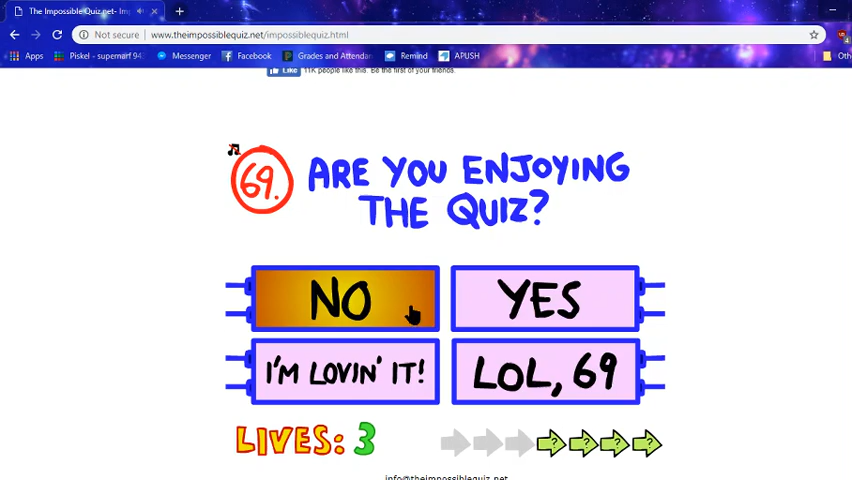 The Impossible Quiz.net- Im
Not secure | www.theimpossiblequiz.net/impossiblequiz.html
Apps Piskel - supernarf 94 Messenger Facebook Grades and Attendan Remind APUSH Oth
Like 11K people like this. Be the first of your friends.
69. ARE YOU ENJOYING
THE QUIZ?
NO YES
I'M LOVIN' IT! LOL, 69
LIVES: 3 ? ? ? ?
info@theimpossiblequiz.net